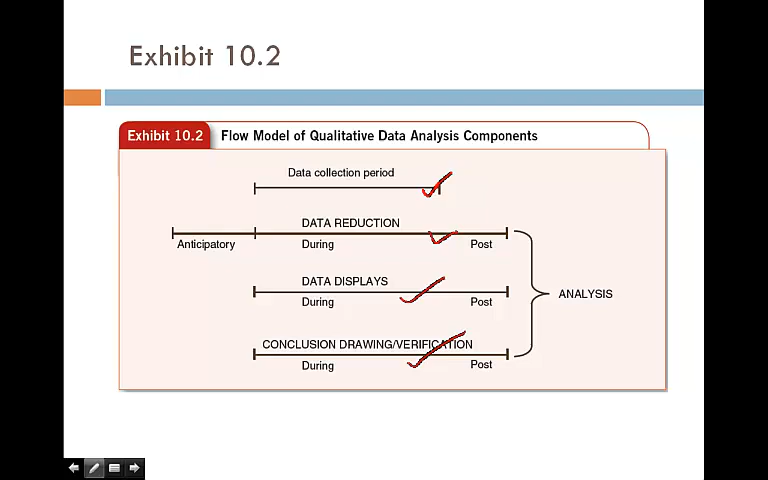 Exhibit 10.2
Exhibit 10.2 Flow Model of Qualitative Data Analysis Components
Data collection period
DATA REDUCTION
Anticipatory During Post
DATA DISPLAYS
During Post
ANALYSIS
CONCLUSION DRAWING/VERIFICATION
During Post